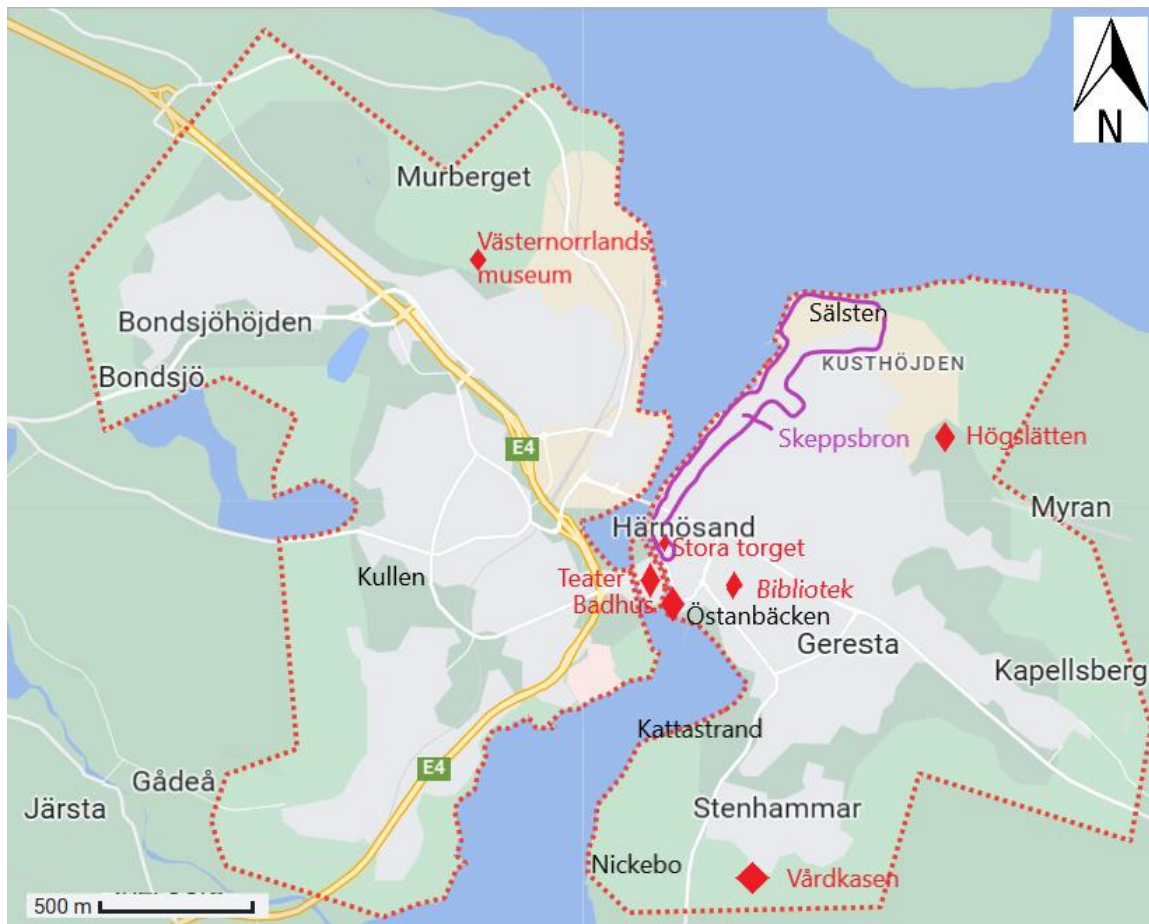 N
Murberget
Västernorrlands
museum
Sälsten
Bondsjöhöjden
KUSTHÖJDEN
Bondsjö
Skeppsbron
Högslätten
E4
Myran
Härnösand
Stora torget
Kullen
Teater
Bibliotek
Badhus
Östanbäcken
Geresta
Kapellsberg
Kattastrand
E4
Gådeå
Järsta
Stenhammar
Nickebo
Vårdkasen
500 m